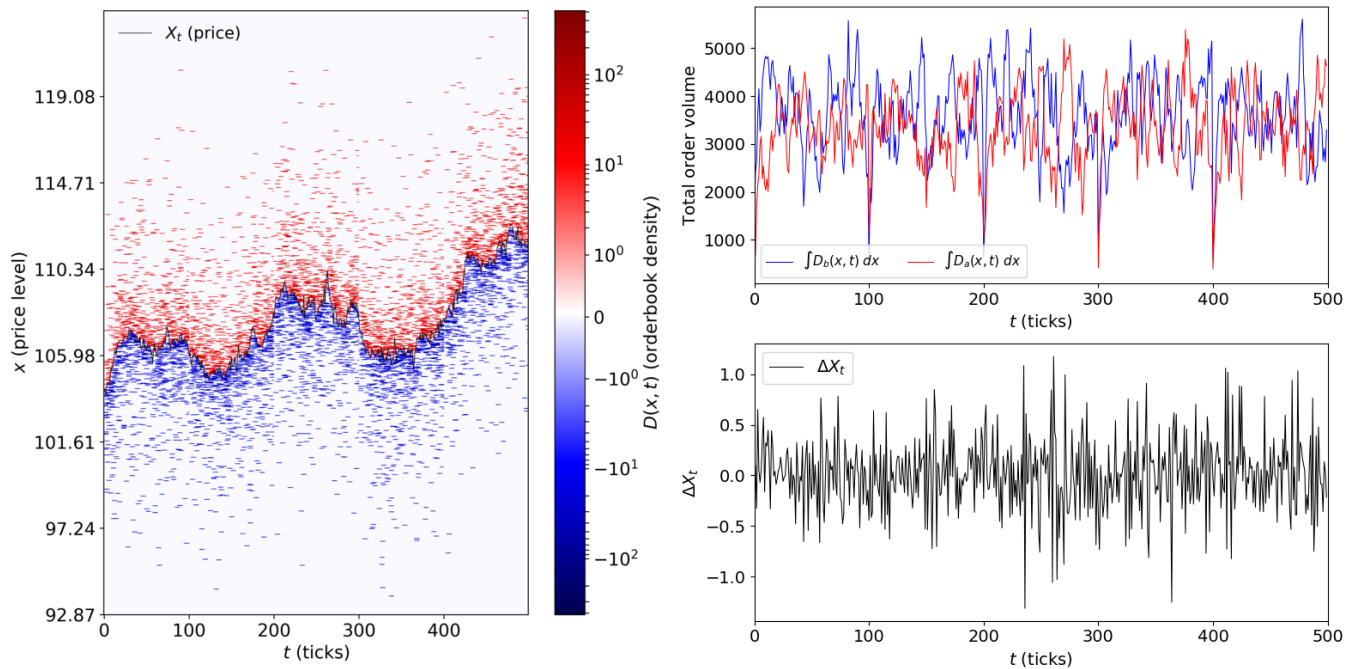 X_t (price)
119.08
114.71
110.34
105.98
101.61
97.24
92.87
x (price level)
0 100 200 300 400
t (ticks)
10^2
10^1
10^0
0
−10^0
−10^1
−10^2
D(x, t) (orderbook density)
5000
4000
3000
2000
1000
Total order volume
∫D_b(x, t) dx ∫D_a(x, t) dx
0 100 200 300 400 500
t (ticks)
ΔX_t
1.0
0.5
0.0
−0.5
−1.0
ΔX_t
0 100 200 300 400 500
t (ticks)